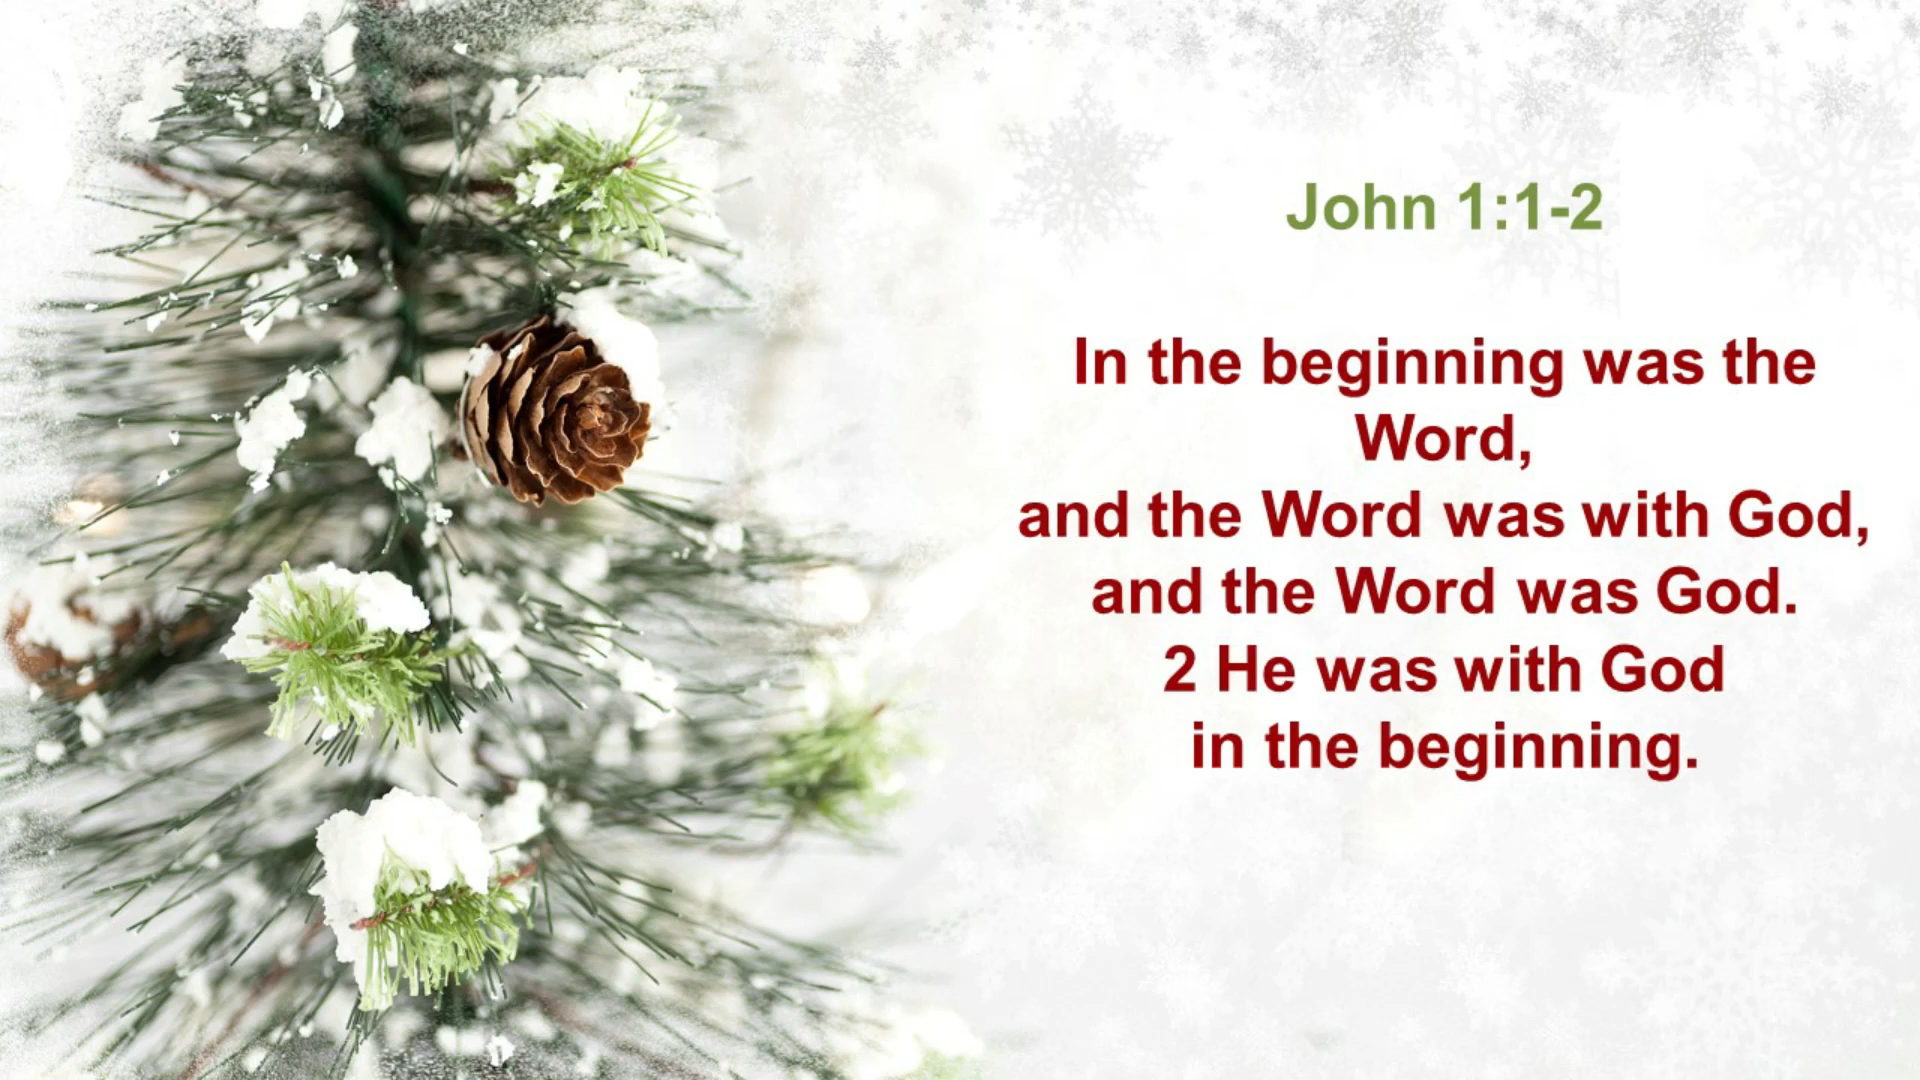 John 1:1-2
In the beginning was the
Word,
and the Word was with God,
and the Word was God.
2 He was with God
in the beginning.